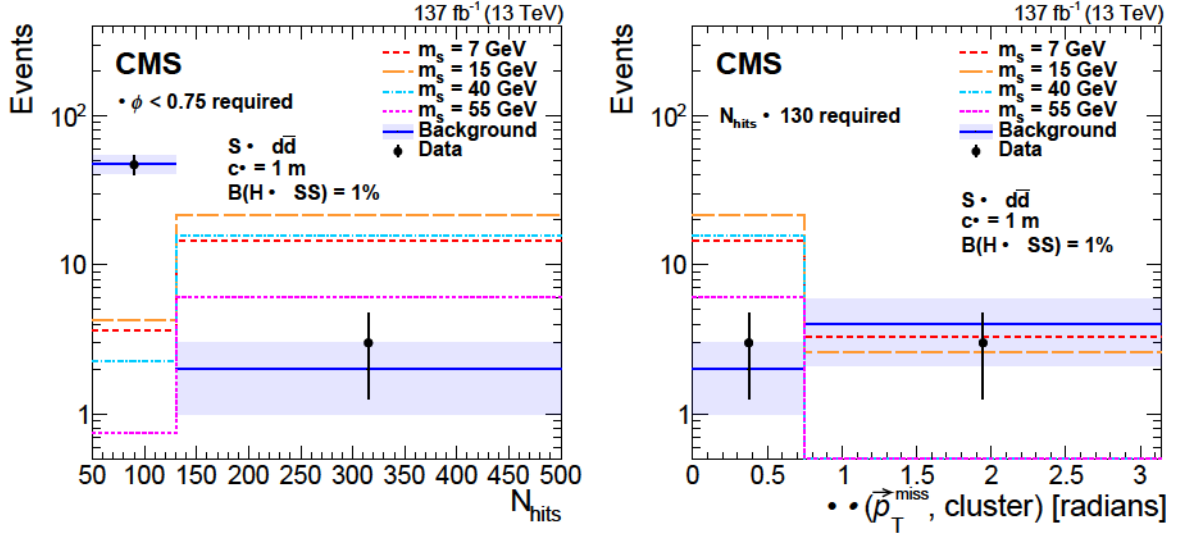 137 fb⁻¹ (13 TeV)
Events
CMS
• ϕ < 0.75 required
m_s = 7 GeV
m_s = 15 GeV
m_s = 40 GeV
m_s = 55 GeV
Background
Data
S • dd̅
c• = 1 m
B(H • SS) = 1%
10²
10
1
50 100 150 200 250 300 350 400 450 500
N_hits
137 fb⁻¹ (13 TeV)
Events
CMS
N_hits • 130 required
m_s = 7 GeV
m_s = 15 GeV
m_s = 40 GeV
m_s = 55 GeV
Background
Data
S • dd̅
c• = 1 m
B(H • SS) = 1%
10²
10
1
0 0.5 1 1.5 2 2.5 3
• • (p⃗_T^miss, cluster) [radians]